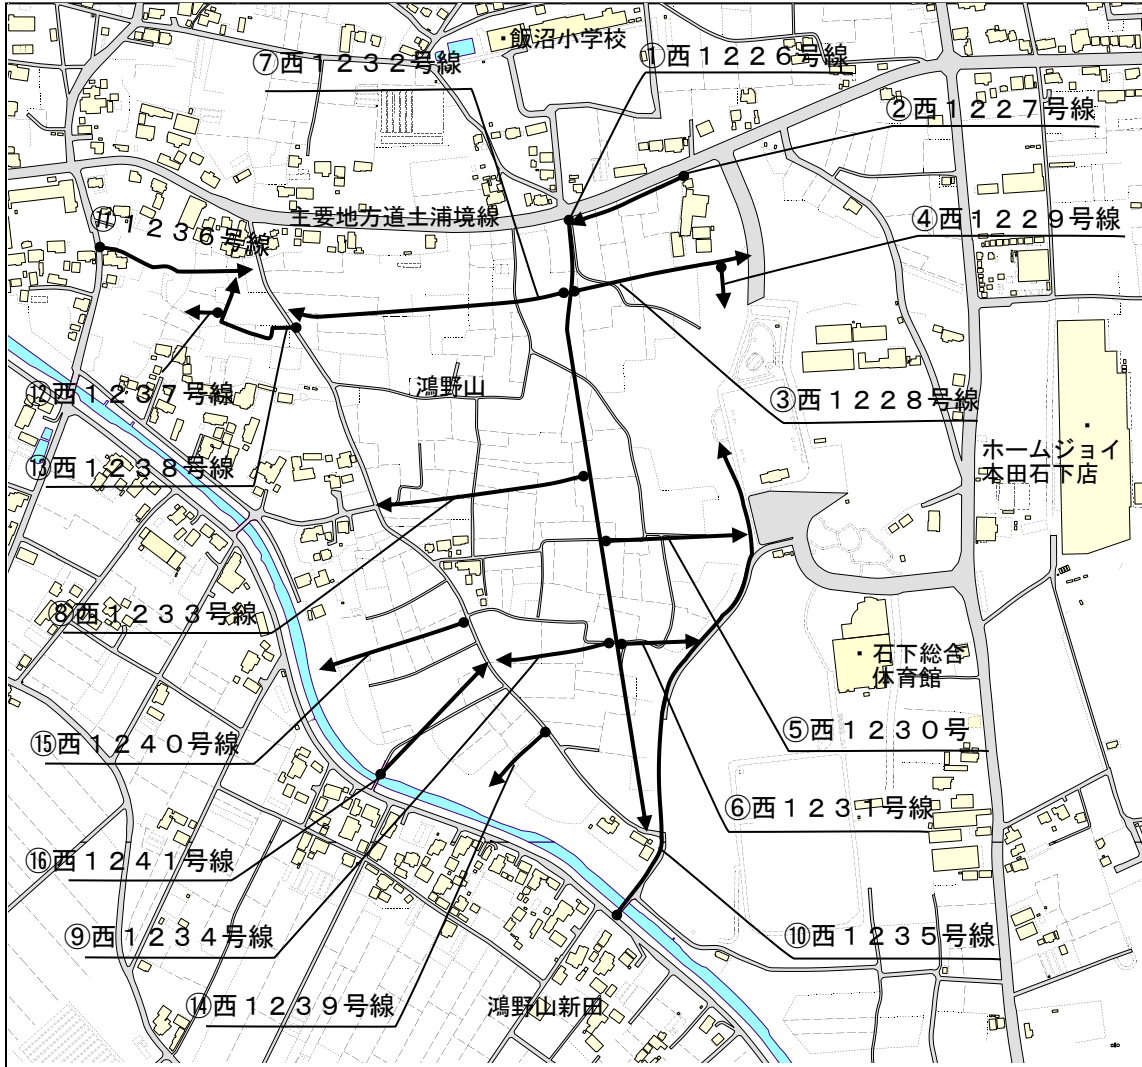 ・飯沼小学校
⑦西１２３２号線
①西１２２６号線
②西１２２７号線
主要地方道土浦境線
④西１２２９号線
⑪１２３６号線
鴻野山
③西１２２８号線
⑫西１２３７号線
ホームジョイ
本田石下店
⑬西１２３８号線
⑧西１２３３号線
・石下総合
体育館
⑮西１２４０号線
⑤西１２３０号
⑥西１２３１号線
⑯西１２４１号線
⑨西１２３４号線
⑩西１２３５号線
⑭西１２３９号線
鴻野山新田